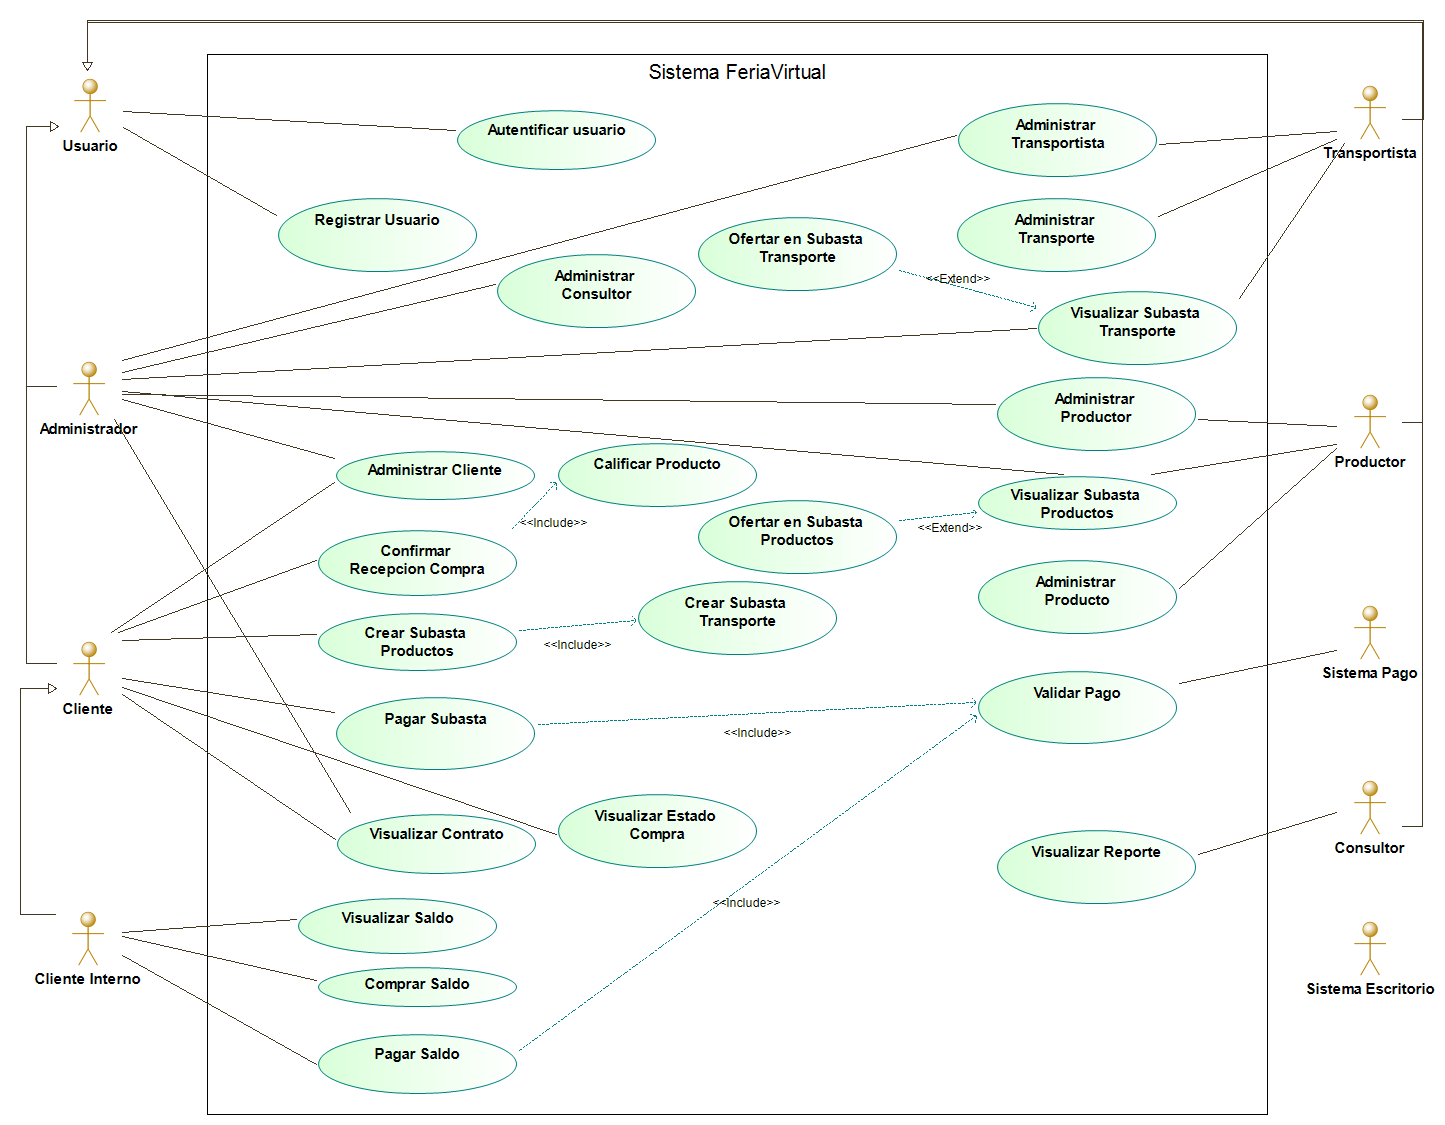 Sistema FeriaVirtual
Usuario
Autentificar usuario
Administrar
Transportista
Transportista
Registrar Usuario
Ofertar en Subasta
Transporte
Administrar
Transporte
Administrar
Consultor
<<Extend>>
Visualizar Subasta
Transporte
Administrador
Administrar
Productor
Productor
Administrar Cliente
Calificar Producto
Visualizar Subasta
Productos
<<Include>>
Ofertar en Subasta
Productos
<<Extend>>
Confirmar
Recepcion Compra
Administrar
Producto
Crear Subasta
Transporte
Crear Subasta
Productos
<<Include>>
Cliente
Sistema Pago
Pagar Subasta
<<Include>>
Validar Pago
Visualizar Contrato
Visualizar Estado
Compra
Visualizar Reporte
Consultor
<<Include>>
Visualizar Saldo
Cliente Interno
Comprar Saldo
Sistema Escritorio
Pagar Saldo